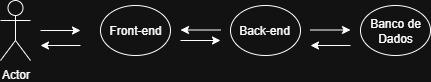 Actor
Front-end
Back-end
Banco de
Dados